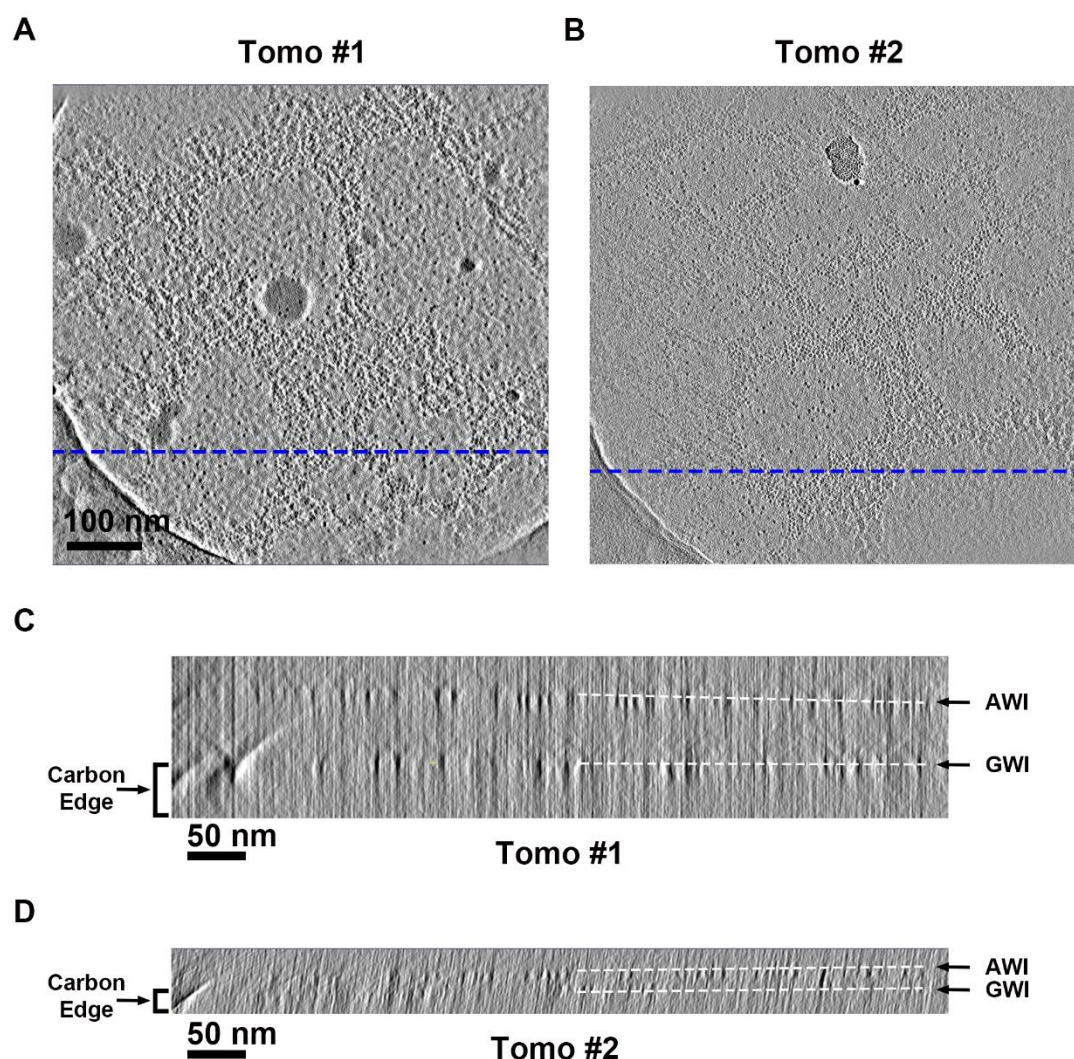 A
Tomo #1
B
Tomo #2
100 nm
C
AWI
GWI
Carbon
Edge
50 nm
Tomo #1
D
AWI
GWI
Carbon
Edge
50 nm
Tomo #2